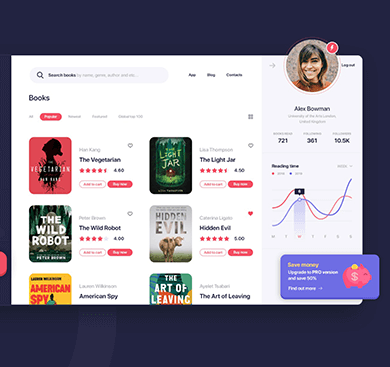 Search books by name, genre, author and etc...
App Blog Contacts
Log out
Books
All Popular Newest Featured
Han Kang
The Vegetarian
4.60
Add to cart Buy now
Lisa Thompson
The Light Jar
4.50
Add to cart Buy now
THE VEGETARIAN
HAN KANG
THE LIGHT JAR
Peter Brown
The Wild Robot
4.00
Add to cart Buy now
Caterina Ligato
Hidden Evil
5.00
Add to cart Buy now
THE WILD ROBOT
PETER BROWN
HIDDEN EVIL
Lauren Wilkinson
American Spy
The Art of Leaving
LAUREN WILKINSON
AMERICAN SPY
THE ART OF LEAVING
Alex Bowman
University of the Arts London,
United Kingdom
721 361 10.5K
Reading time
Save money
Upgrade to PRO version
and save 50%
Find out more